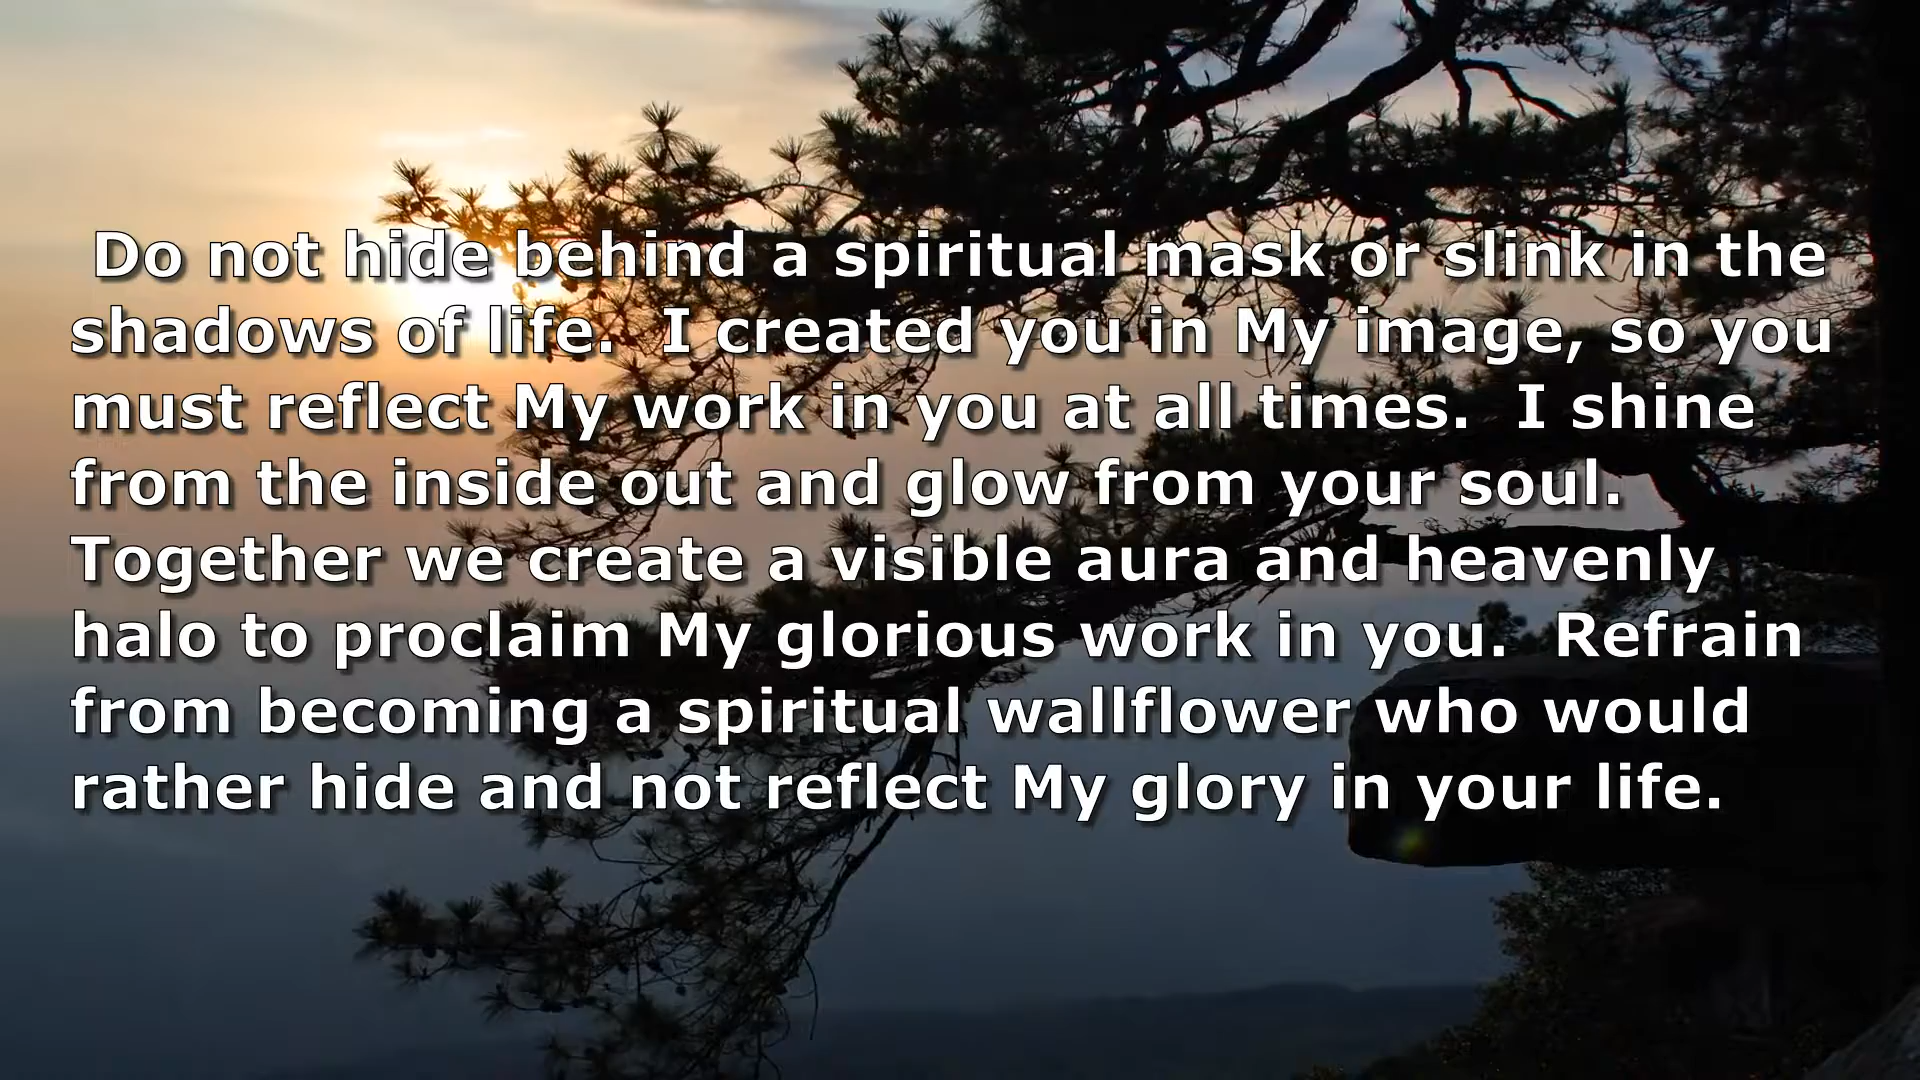 Do not hide behind a spiritual mask or slink in the
shadows of life.  I created you in My image, so you
must reflect My work in you at all times.  I shine
from the inside out and glow from your soul.
Together we create a visible aura and heavenly
halo to proclaim My glorious work in you.  Refrain
from becoming a spiritual wallflower who would
rather hide and not reflect My glory in your life.